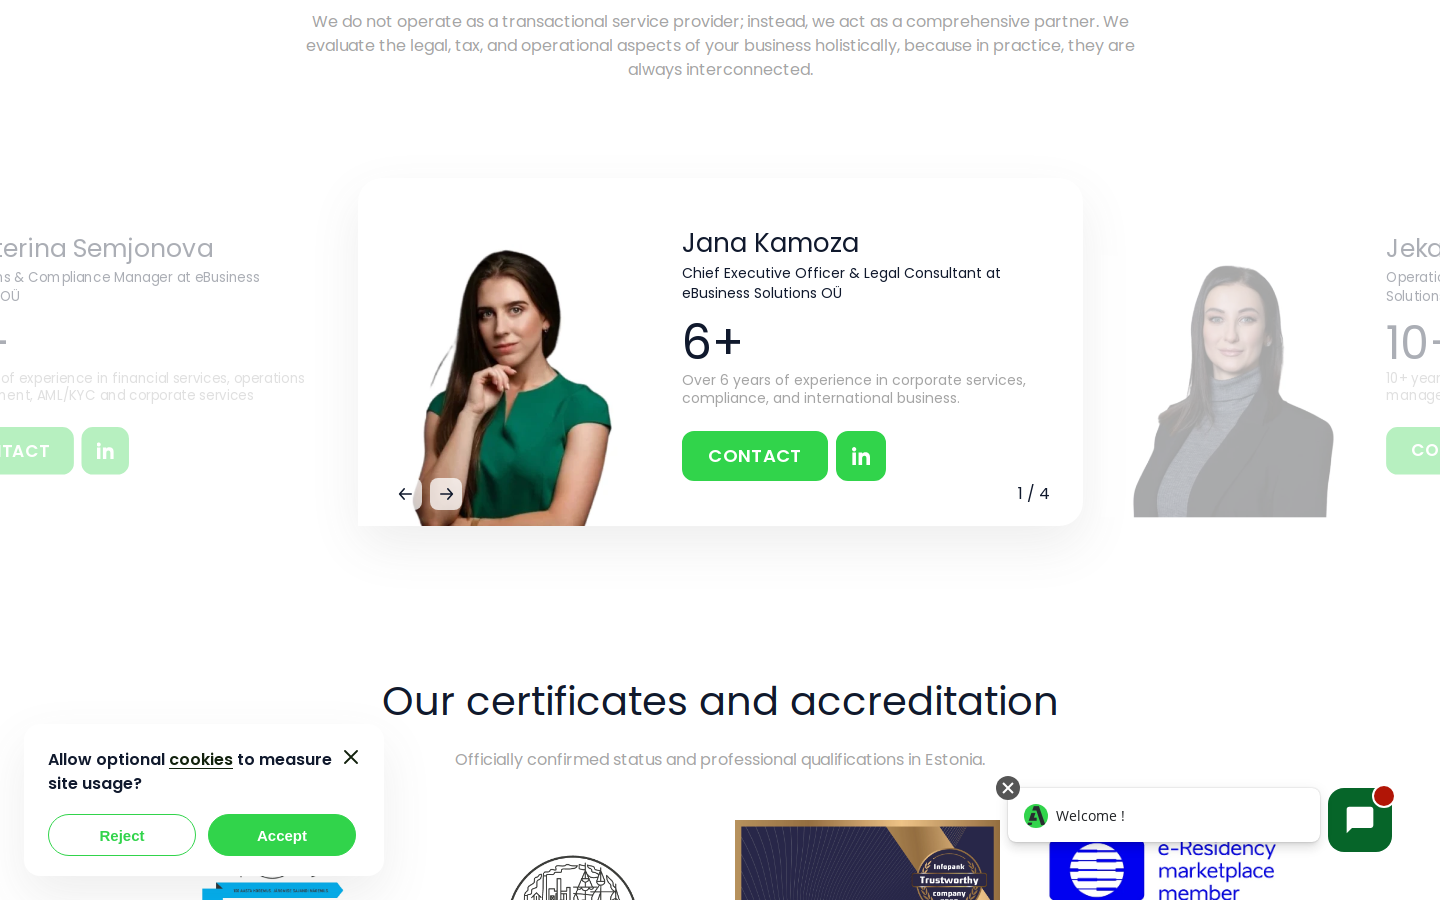 We do not operate as a transactional service provider; instead, we act as a comprehensive partner. We
evaluate the legal, tax, and operational aspects of your business holistically, because in practice, they are
always interconnected.
terina Semjonova
ns & Compliance Manager at eBusiness
OÜ
of experience in financial services, operations
ment, AML/KYC and corporate services
NTACT
in
Jana Kamoza
Chief Executive Officer & Legal Consultant at
eBusiness Solutions OÜ
6+
Over 6 years of experience in corporate services,
compliance, and international business.
CONTACT
in
1 / 4
Jeka
Operatio
Solution
10+
10+ year
manage
CO
Our certificates and accreditation
Officially confirmed status and professional qualifications in Estonia.
Allow optional cookies to measure
site usage?
Reject
Accept
Welcome !
Infopank
Trustworthy
company
e-Residency
marketplace
member